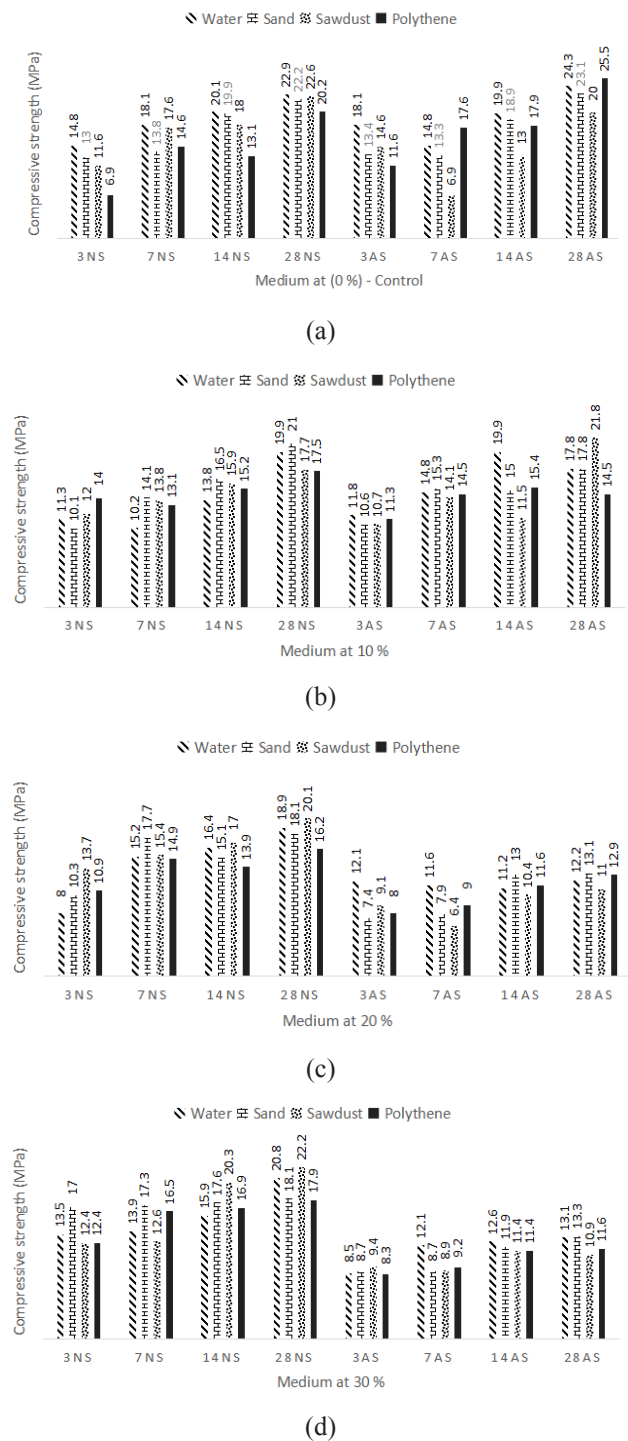 Water Sand Sawdust Polythene
Compressive strength (MPa)
14.8 13 11.6 6.9 18.1 13.8 17.6 14.6 20.1 19.9 18 13.1 22.9 22.2 22.6 20.2 18.1 13.4 14.6 11.6 14.8 13.3 6.9 17.6 19.9 18.9 13 17.9 24.3 23.1 20 25.5
3 NS 7 NS 14 NS 28 NS 3 AS 7 AS 14 AS 28 AS
Medium at (0 %) - Control
(a)
Water Sand Sawdust Polythene
Compressive strength (MPa)
11.3 10.1 12 14 10.2 14.1 13.8 13.1 13.8 16.5 15.9 15.2 19.9 21 17.7 17.5 11.8 10.6 10.7 11.3 14.8 15.3 14.1 14.5 19.9 15 11.5 15.4 17.8 17.8 21.8 14.5
3 NS 7 NS 14 NS 28 NS 3 AS 7 AS 14 AS 28 AS
Medium at 10 %
(b)
Water Sand Sawdust Polythene
Compressive strength (MPa)
8 10.3 13.7 10.9 15.2 17.7 15.4 14.9 16.4 15.1 17 13.9 18.9 18.1 20.1 16.2 12.1 7.4 9.1 8 11.6 7.9 6.4 9 11.2 13 10.4 11.6 12.2 13.1 11 12.9
3 NS 7 NS 14 NS 28 NS 3 AS 7 AS 14 AS 28 AS
Medium at 20 %
(c)
Water Sand Sawdust Polythene
Compressive strength (MPa)
13.5 17 12.4 12.4 13.9 17.3 12.6 16.5 15.9 17.6 20.3 16.9 20.8 18.1 22.2 17.9 8.5 8.7 9.4 8.3 12.1 8.7 8.9 9.2 12.6 11.9 11.4 11.4 13.1 13.3 10.9 11.6
3 NS 7 NS 14 NS 28 NS 3 AS 7 AS 14 AS 28 AS
Medium at 30 %
(d)